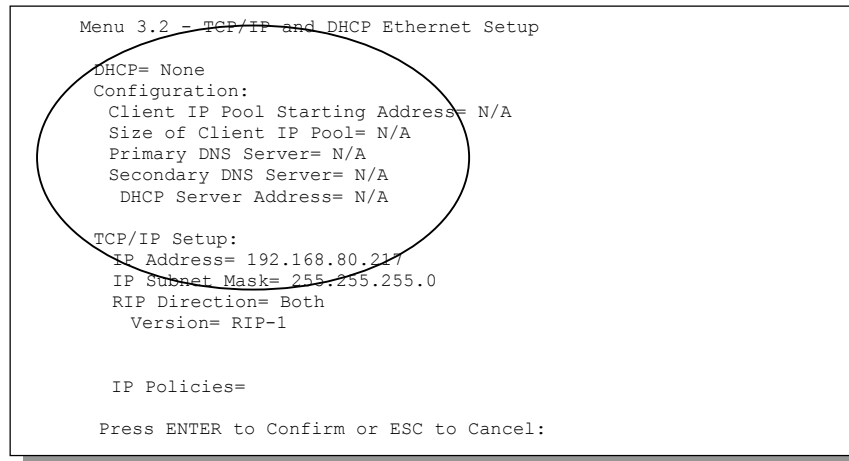 Menu 3.2 - TCP/IP and DHCP Ethernet Setup
DHCP= None
Configuration:
Client IP Pool Starting Address= N/A
Size of Client IP Pool= N/A
Primary DNS Server= N/A
Secondary DNS Server= N/A
DHCP Server Address= N/A
TCP/IP Setup:
IP Address= 192.168.80.217
IP Subnet Mask= 255.255.255.0
RIP Direction= Both
Version= RIP-1
IP Policies=
Press ENTER to Confirm or ESC to Cancel: